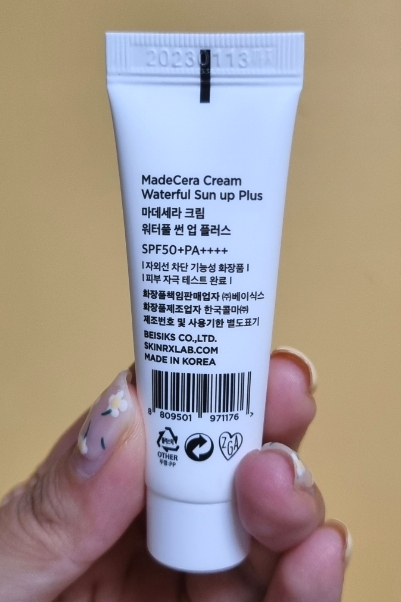 20230113
MadeCera Cream
Waterful Sun up Plus
마데세라 크림
워터풀 썬 업 플러스
SPF50+PA++++
| 자외선 차단 기능성 화장품 |
| 피부 자극 테스트 완료 |
화장품책임판매업자 ㈜베이식스
화장품제조업자 한국콜마㈜
제조번호 및 사용기한 별도표기
BEISIKS CO.,LTD.
SKINRXLAB.COM
MADE IN KOREA
8 809501 971176 >
OTHER
ZGA